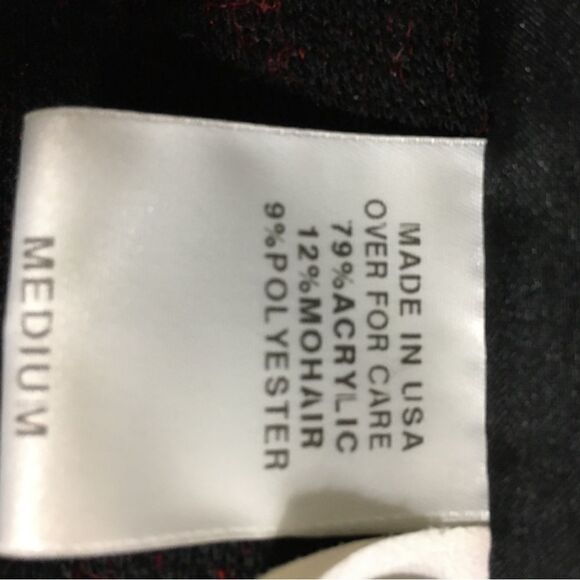 MADE IN USA
OVER FOR CARE
79%ACRYLIC
12%MOHAIR
9%POLYESTER
MEDIUM